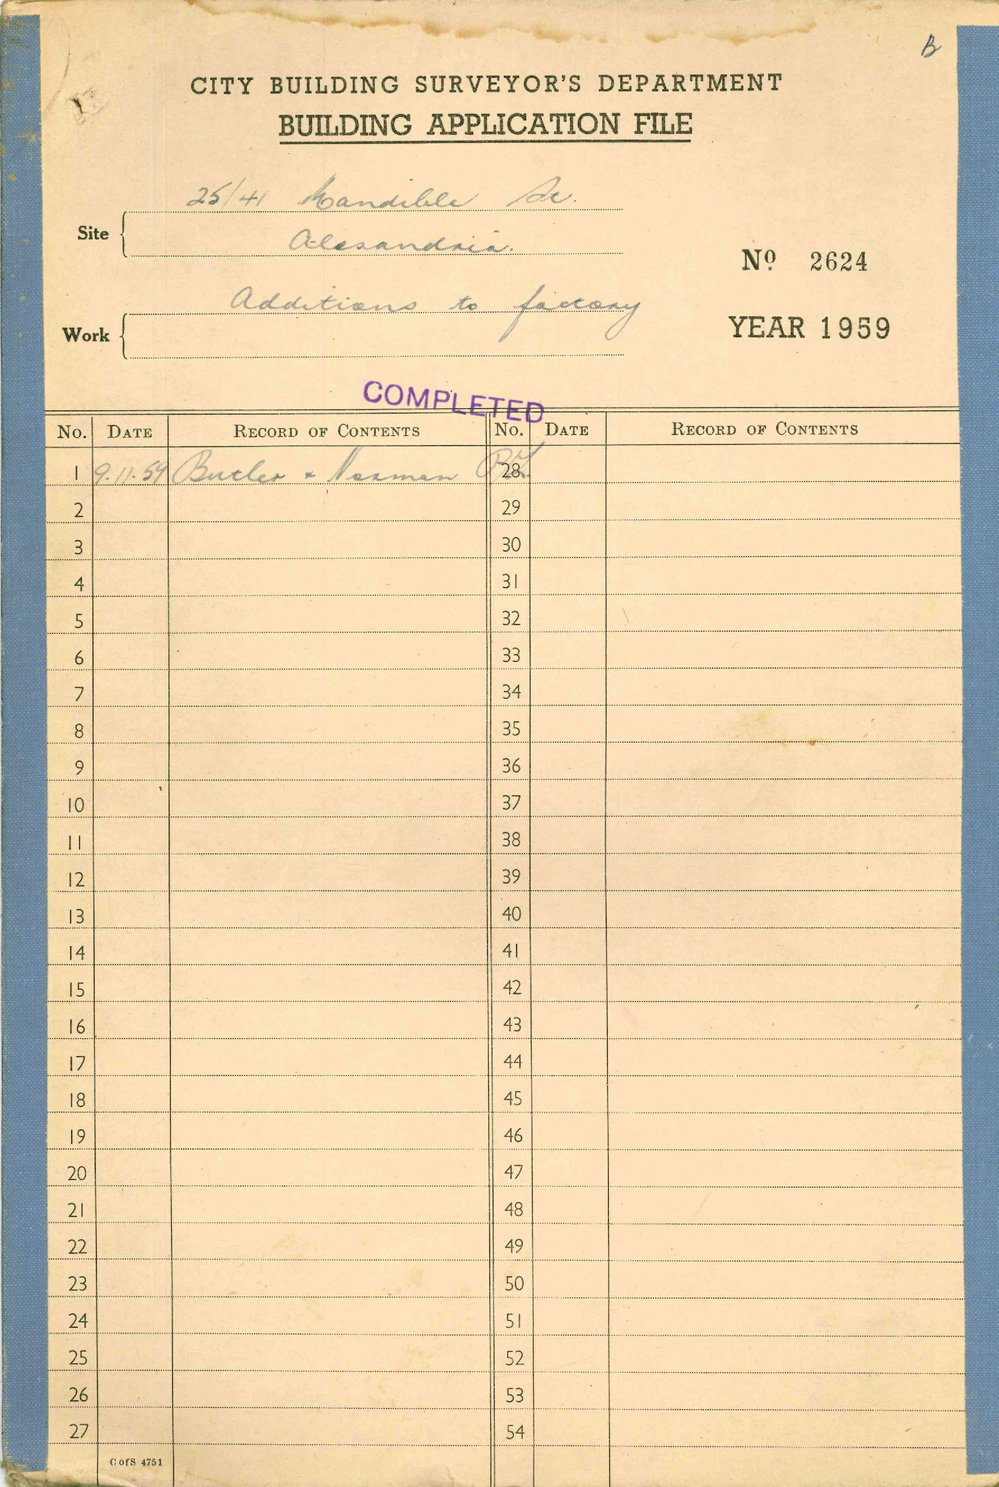 B
CITY BUILDING SURVEYOR'S DEPARTMENT
BUILDING APPLICATION FILE
Site
25/41 Mandible St.
Alexandria.
Nº 2624
Work
Additions to factory
YEAR 1959
COMPLETED
No. DATE RECORD OF CONTENTS No. DATE RECORD OF CONTENTS
1 9.11.59 Butler & Norman 28
2 29
3 30
4 31
5 32
6 33
7 34
8 35
9 36
10 37
11 38
12 39
13 40
14 41
15 42
16 43
17 44
18 45
19 46
20 47
21 48
22 49
23 50
24 51
25 52
26 53
27 54
C of S 4751